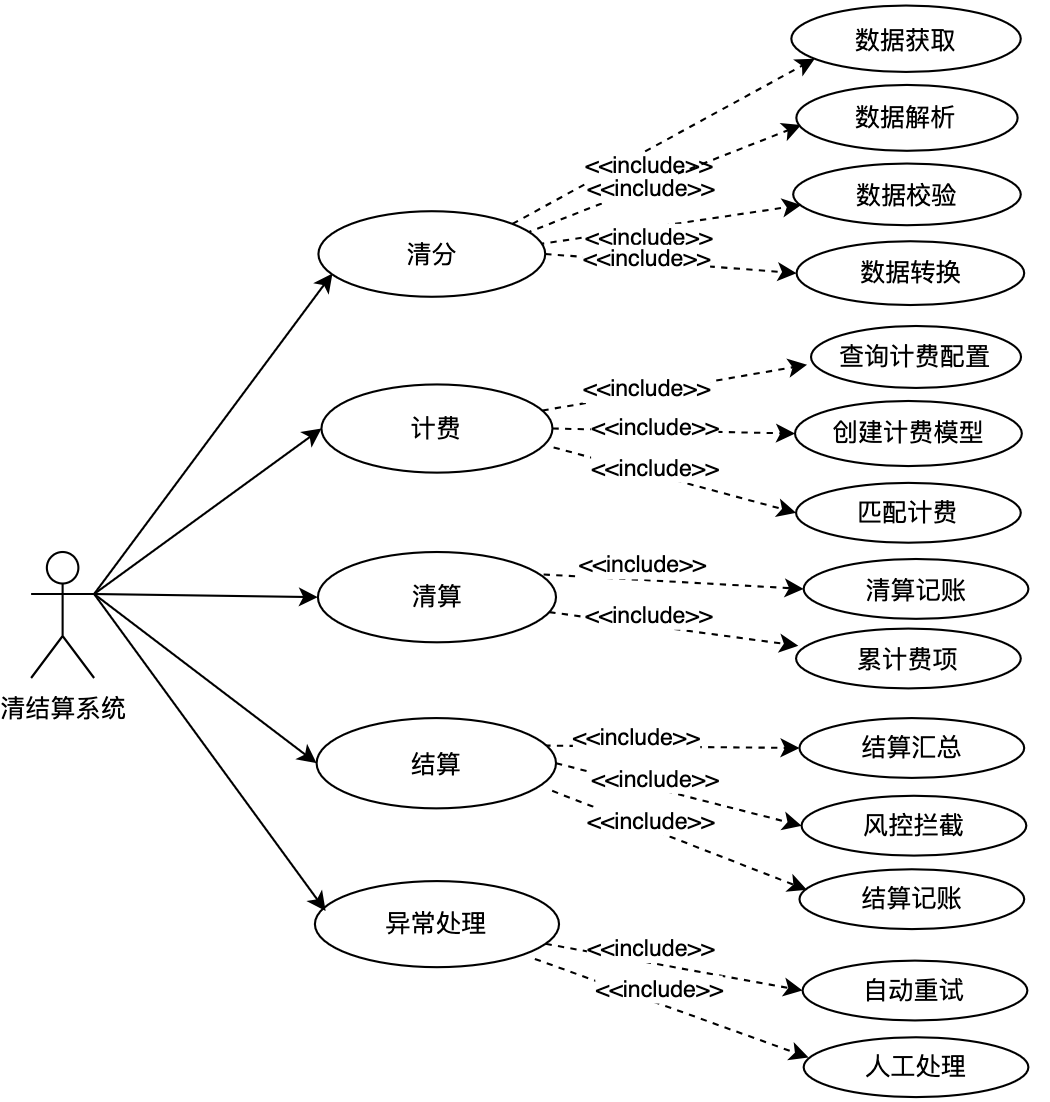 数据获取
数据解析
<<include>>
<<include>>
数据校验
<<include>>
清分
<<include>>
数据转换
查询计费配置
<<include>>
计费
<<include>>
创建计费模型
<<include>>
匹配计费
<<include>>
清算记账
清算
<<include>>
累计费项
清结算系统
<<include>>
结算汇总
结算
<<include>>
<<include>>
风控拦截
结算记账
异常处理
<<include>>
<<include>>
自动重试
人工处理